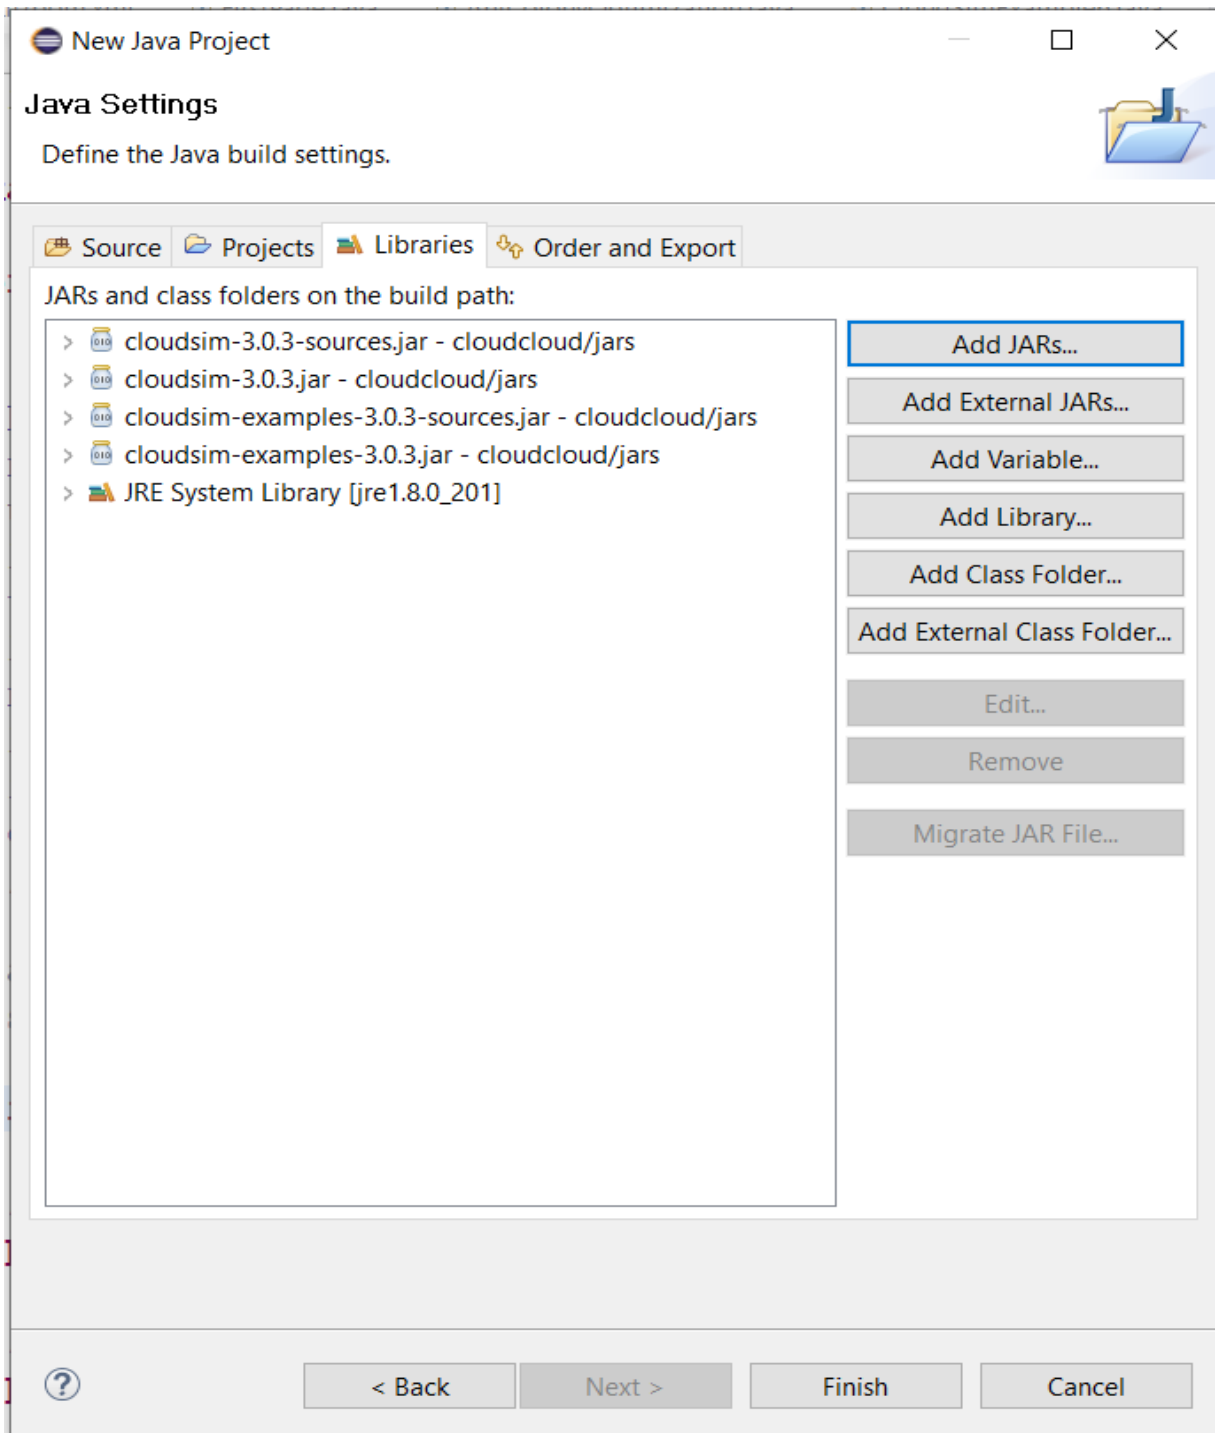 New Java Project
Java Settings
Define the Java build settings.
Source
Projects
Libraries
Order and Export
JARs and class folders on the build path:
cloudsim-3.0.3-sources.jar - cloudcloud/jars
cloudsim-3.0.3.jar - cloudcloud/jars
cloudsim-examples-3.0.3-sources.jar - cloudcloud/jars
cloudsim-examples-3.0.3.jar - cloudcloud/jars
JRE System Library [jre1.8.0_201]
Add JARs...
Add External JARs...
Add Variable...
Add Library...
Add Class Folder...
Add External Class Folder...
Edit...
Remove
Migrate JAR File...
< Back
Next >
Finish
Cancel